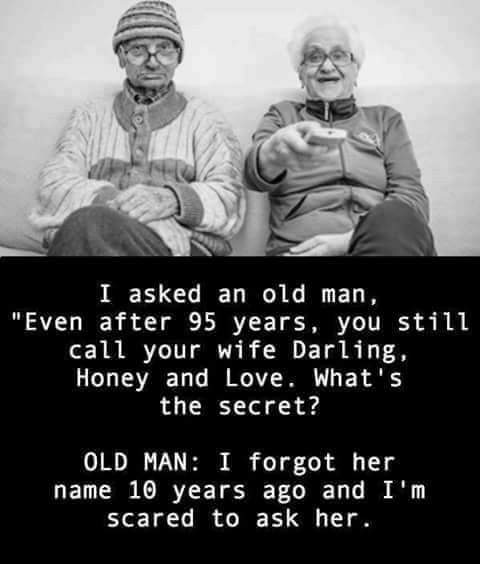 I asked an old man,
"Even after 95 years, you still
call your wife Darling,
Honey and Love. What's
the secret?
OLD MAN: I forgot her
name 10 years ago and I'm
scared to ask her.